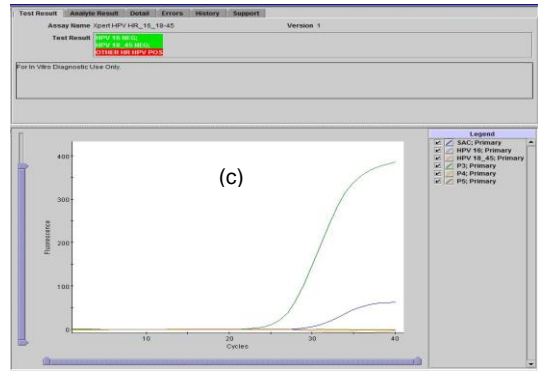 Test Result Analyte Result Detail Errors History Support
Assay Name Xpert HPV HR_16_18-45 Version 1
Test Result HPV 16 NEG;
HPV 18_45 NEG;
OTHER HR HPV POS
For In Vitro Diagnostic Use Only.
Legend
SAC; Primary
HPV 16; Primary
HPV 18_45; Primary
P3; Primary
P4; Primary
P5; Primary
(c)
400
300
200
100
0
Fluorescence
10 20 30 40
Cycles